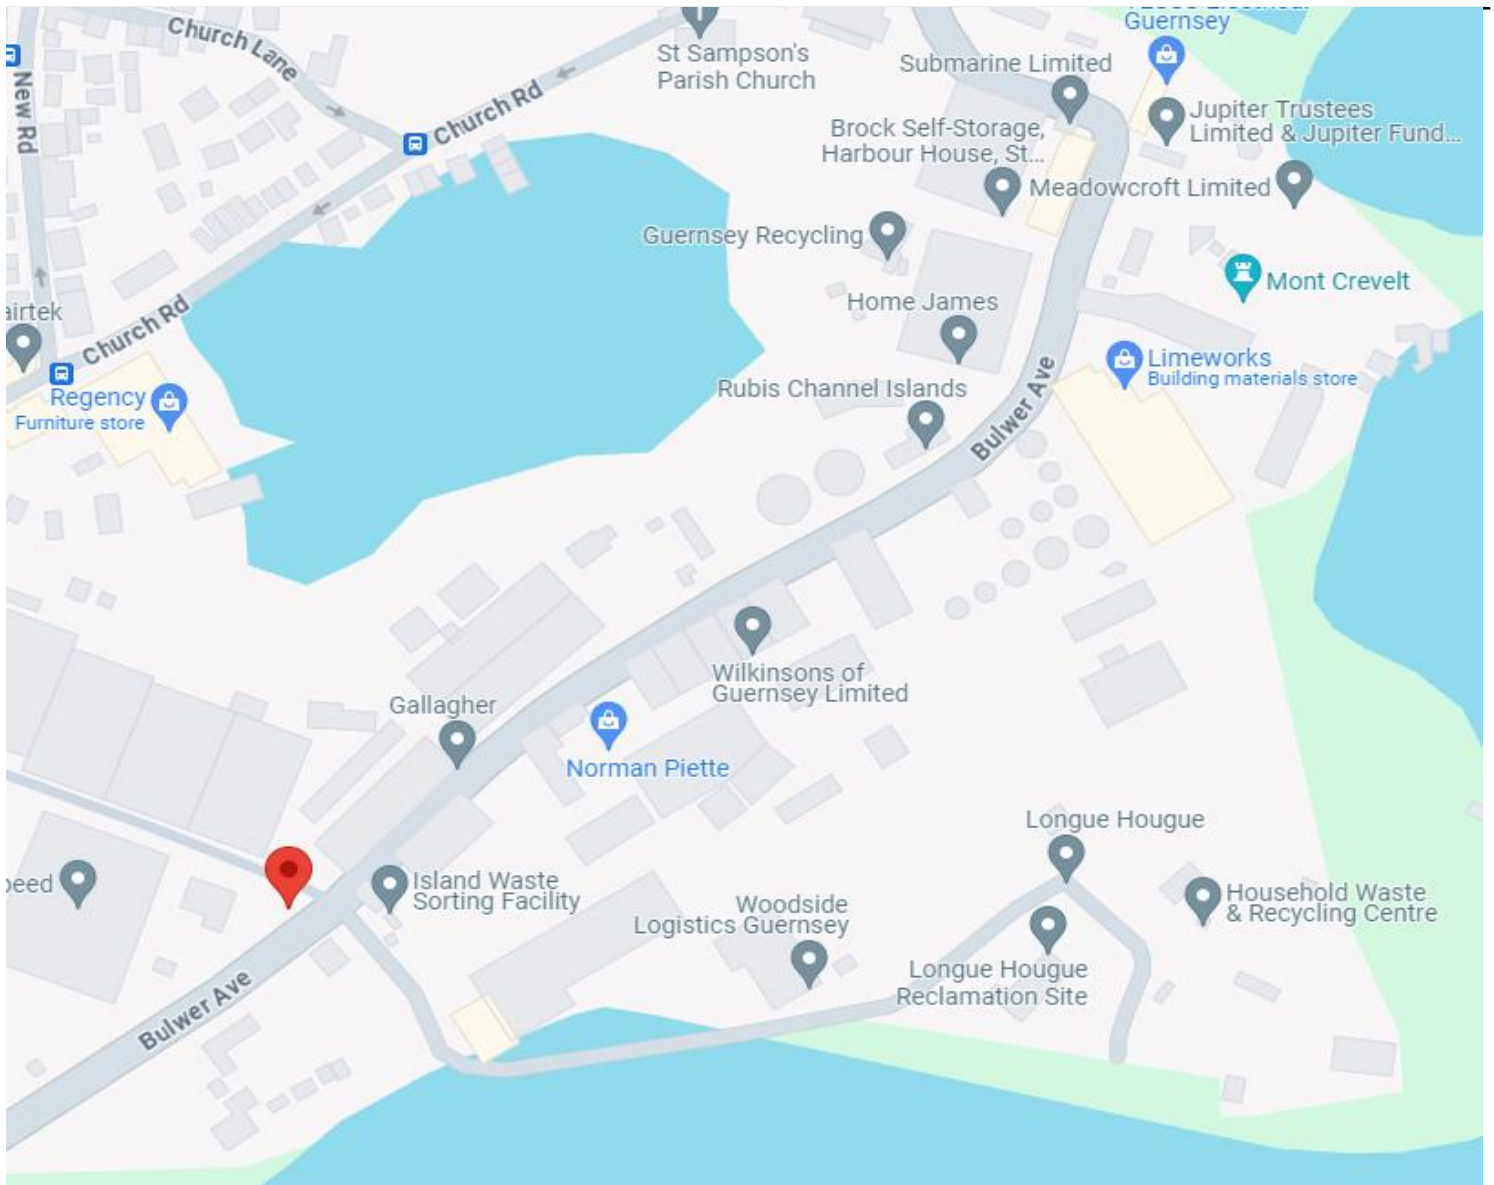 Church Lane
New Rd
St Sampson's
Parish Church
Church Rd
Guernsey
Submarine Limited
Jupiter Trustees
Limited & Jupiter Fund...
Brock Self-Storage,
Harbour House, St...
Meadowcroft Limited
Guernsey Recycling
Mont Crevelt
Home James
airtek
Church Rd
Limeworks
Building materials store
Rubis Channel Islands
Regency
Furniture store
Bulwer Ave
Wilkinsons of
Guernsey Limited
Gallagher
Norman Piette
Longue Hougue
peed
Island Waste
Sorting Facility
Household Waste
& Recycling Centre
Woodside
Logistics Guernsey
Longue Hougue
Reclamation Site
Bulwer Ave